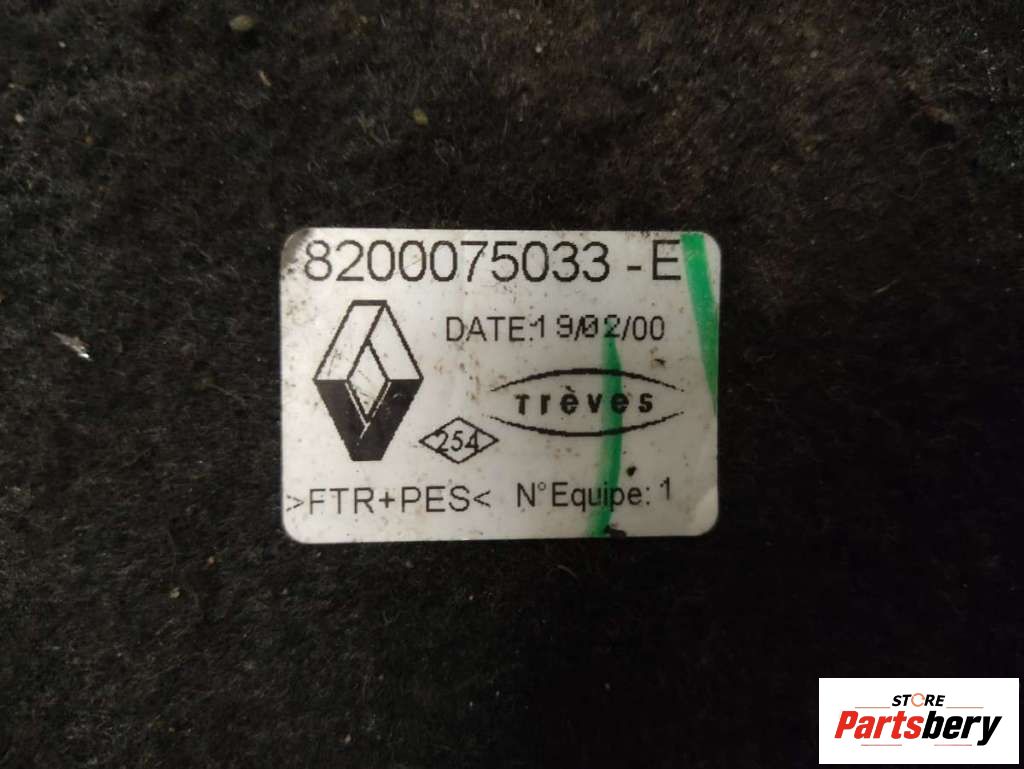 8200075033 -E
DATE:19/02/00
Trèves
254
>FTR+PES<
N°Equipe: 1
STORE
Partsbery